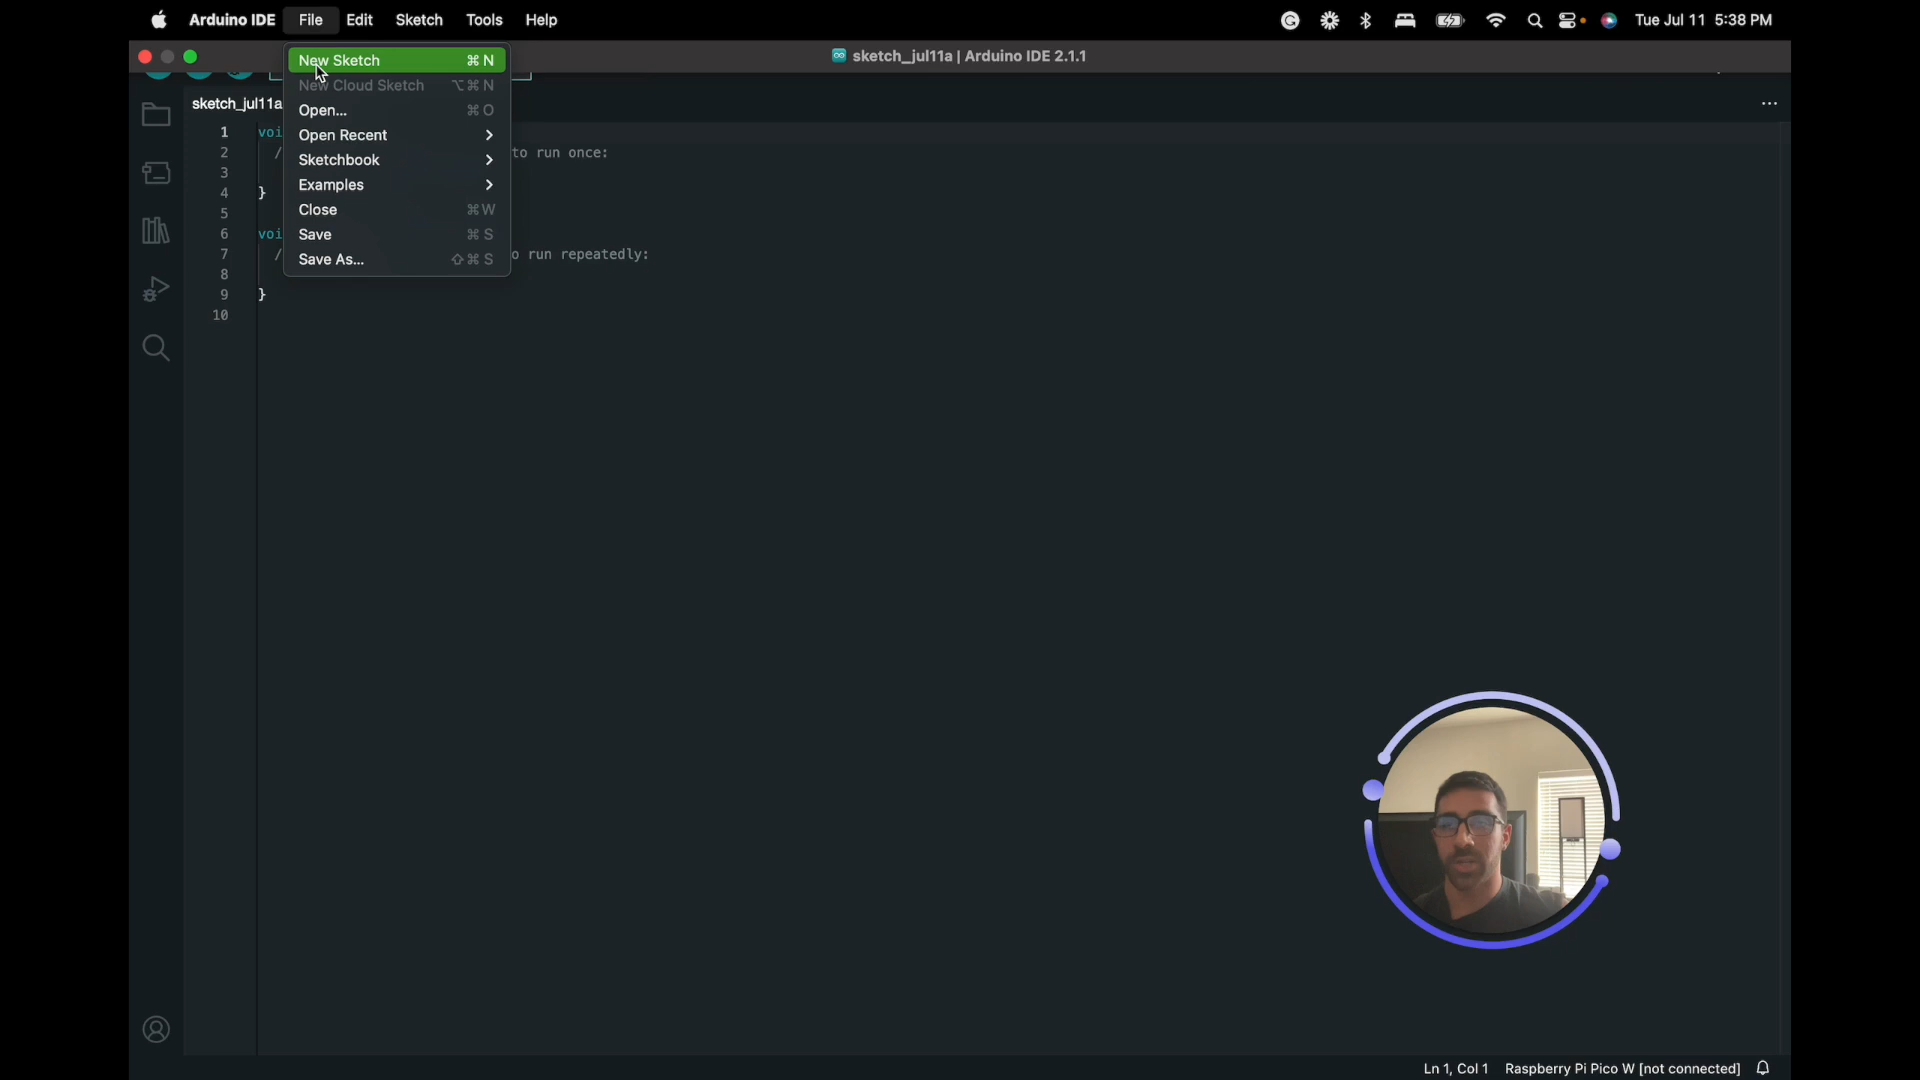 Arduino IDE File Edit Sketch Tools Help Tue Jul 11 5:38 PM
sketch_jul11a | Arduino IDE 2.1.1
New Sketch ⌘ N
New Cloud Sketch ⌥ ⌘ N
Open... ⌘ O
Open Recent >
Sketchbook >
Examples >
Close ⌘ W
Save ⌘ S
Save As... ⇧ ⌘ S
sketch_jul11a ...
1 voi
2 / to run once:
3
4 }
5
6 voi
7 / o run repeatedly:
8
9 }
10
Ln 1, Col 1 Raspberry Pi Pico W [not connected]